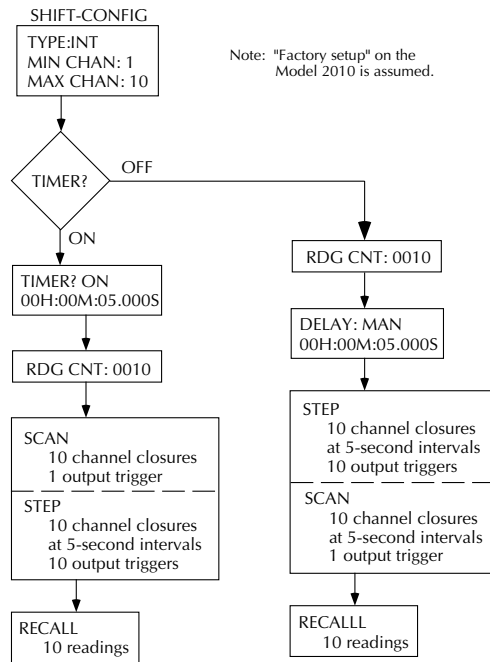 SHIFT-CONFIG
TYPE:INT
MIN CHAN: 1
MAX CHAN: 10
Note: "Factory setup" on the
Model 2010 is assumed.
TIMER?
OFF
ON
TIMER? ON
00H:00M:05.000S
RDG CNT: 0010
SCAN
10 channel closures
1 output trigger
STEP
10 channel closures
at 5-second intervals
10 output triggers
RECALL
10 readings
RDG CNT: 0010
DELAY: MAN
00H:00M:05.000S
STEP
10 channel closures
at 5-second intervals
10 output triggers
SCAN
10 channel closures
at 5-second intervals
1 output trigger
RECALLL
10 readings